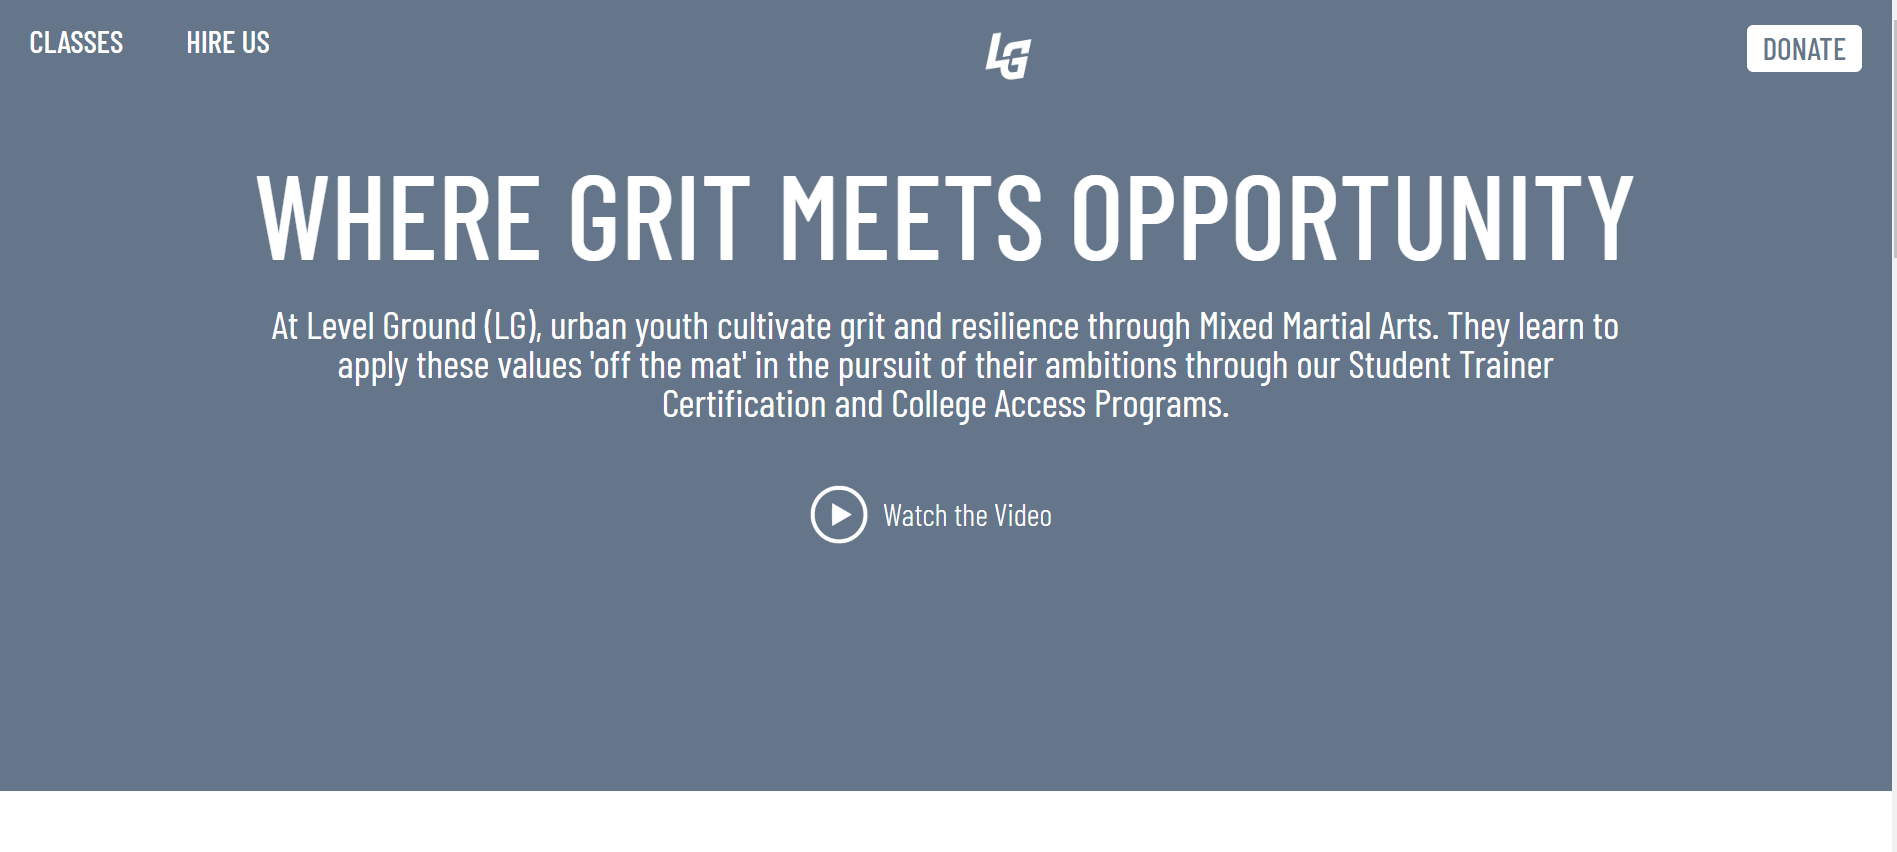 CLASSES HIRE US LG DONATE
WHERE GRIT MEETS OPPORTUNITY
At Level Ground (LG), urban youth cultivate grit and resilience through Mixed Martial Arts. They learn to
apply these values 'off the mat' in the pursuit of their ambitions through our Student Trainer
Certification and College Access Programs.
Watch the Video